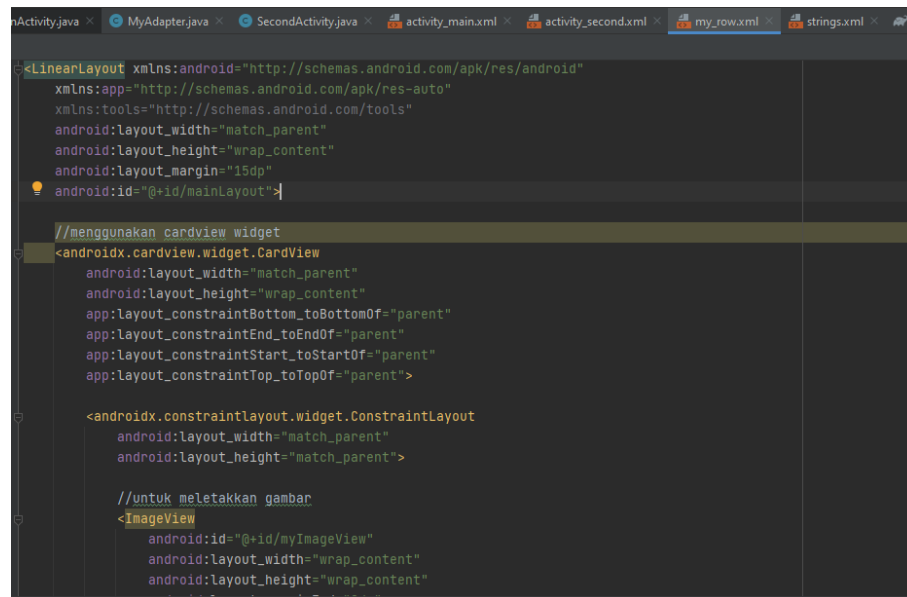 nActivity.java × MyAdapter.java × SecondActivity.java × activity_main.xml × activity_second.xml × my_row.xml × strings.xml ×
<LinearLayout xmlns:android="http://schemas.android.com/apk/res/android"
xmlns:app="http://schemas.android.com/apk/res-auto"
xmlns:tools="http://schemas.android.com/tools"
android:layout_width="match_parent"
android:layout_height="wrap_content"
android:layout_margin="15dp"
android:id="@+id/mainLayout">
//menggunakan cardview widget
<androidx.cardview.widget.CardView
android:layout_width="match_parent"
android:layout_height="wrap_content"
app:layout_constraintBottom_toBottomOf="parent"
app:layout_constraintEnd_toEndOf="parent"
app:layout_constraintStart_toStartOf="parent"
app:layout_constraintTop_toTopOf="parent">
<androidx.constraintlayout.widget.ConstraintLayout
android:layout_width="match_parent"
android:layout_height="match_parent">
//untuk meletakkan gambar
<ImageView
android:id="@+id/myImageView"
android:layout_width="wrap_content"
android:layout_height="wrap_content"